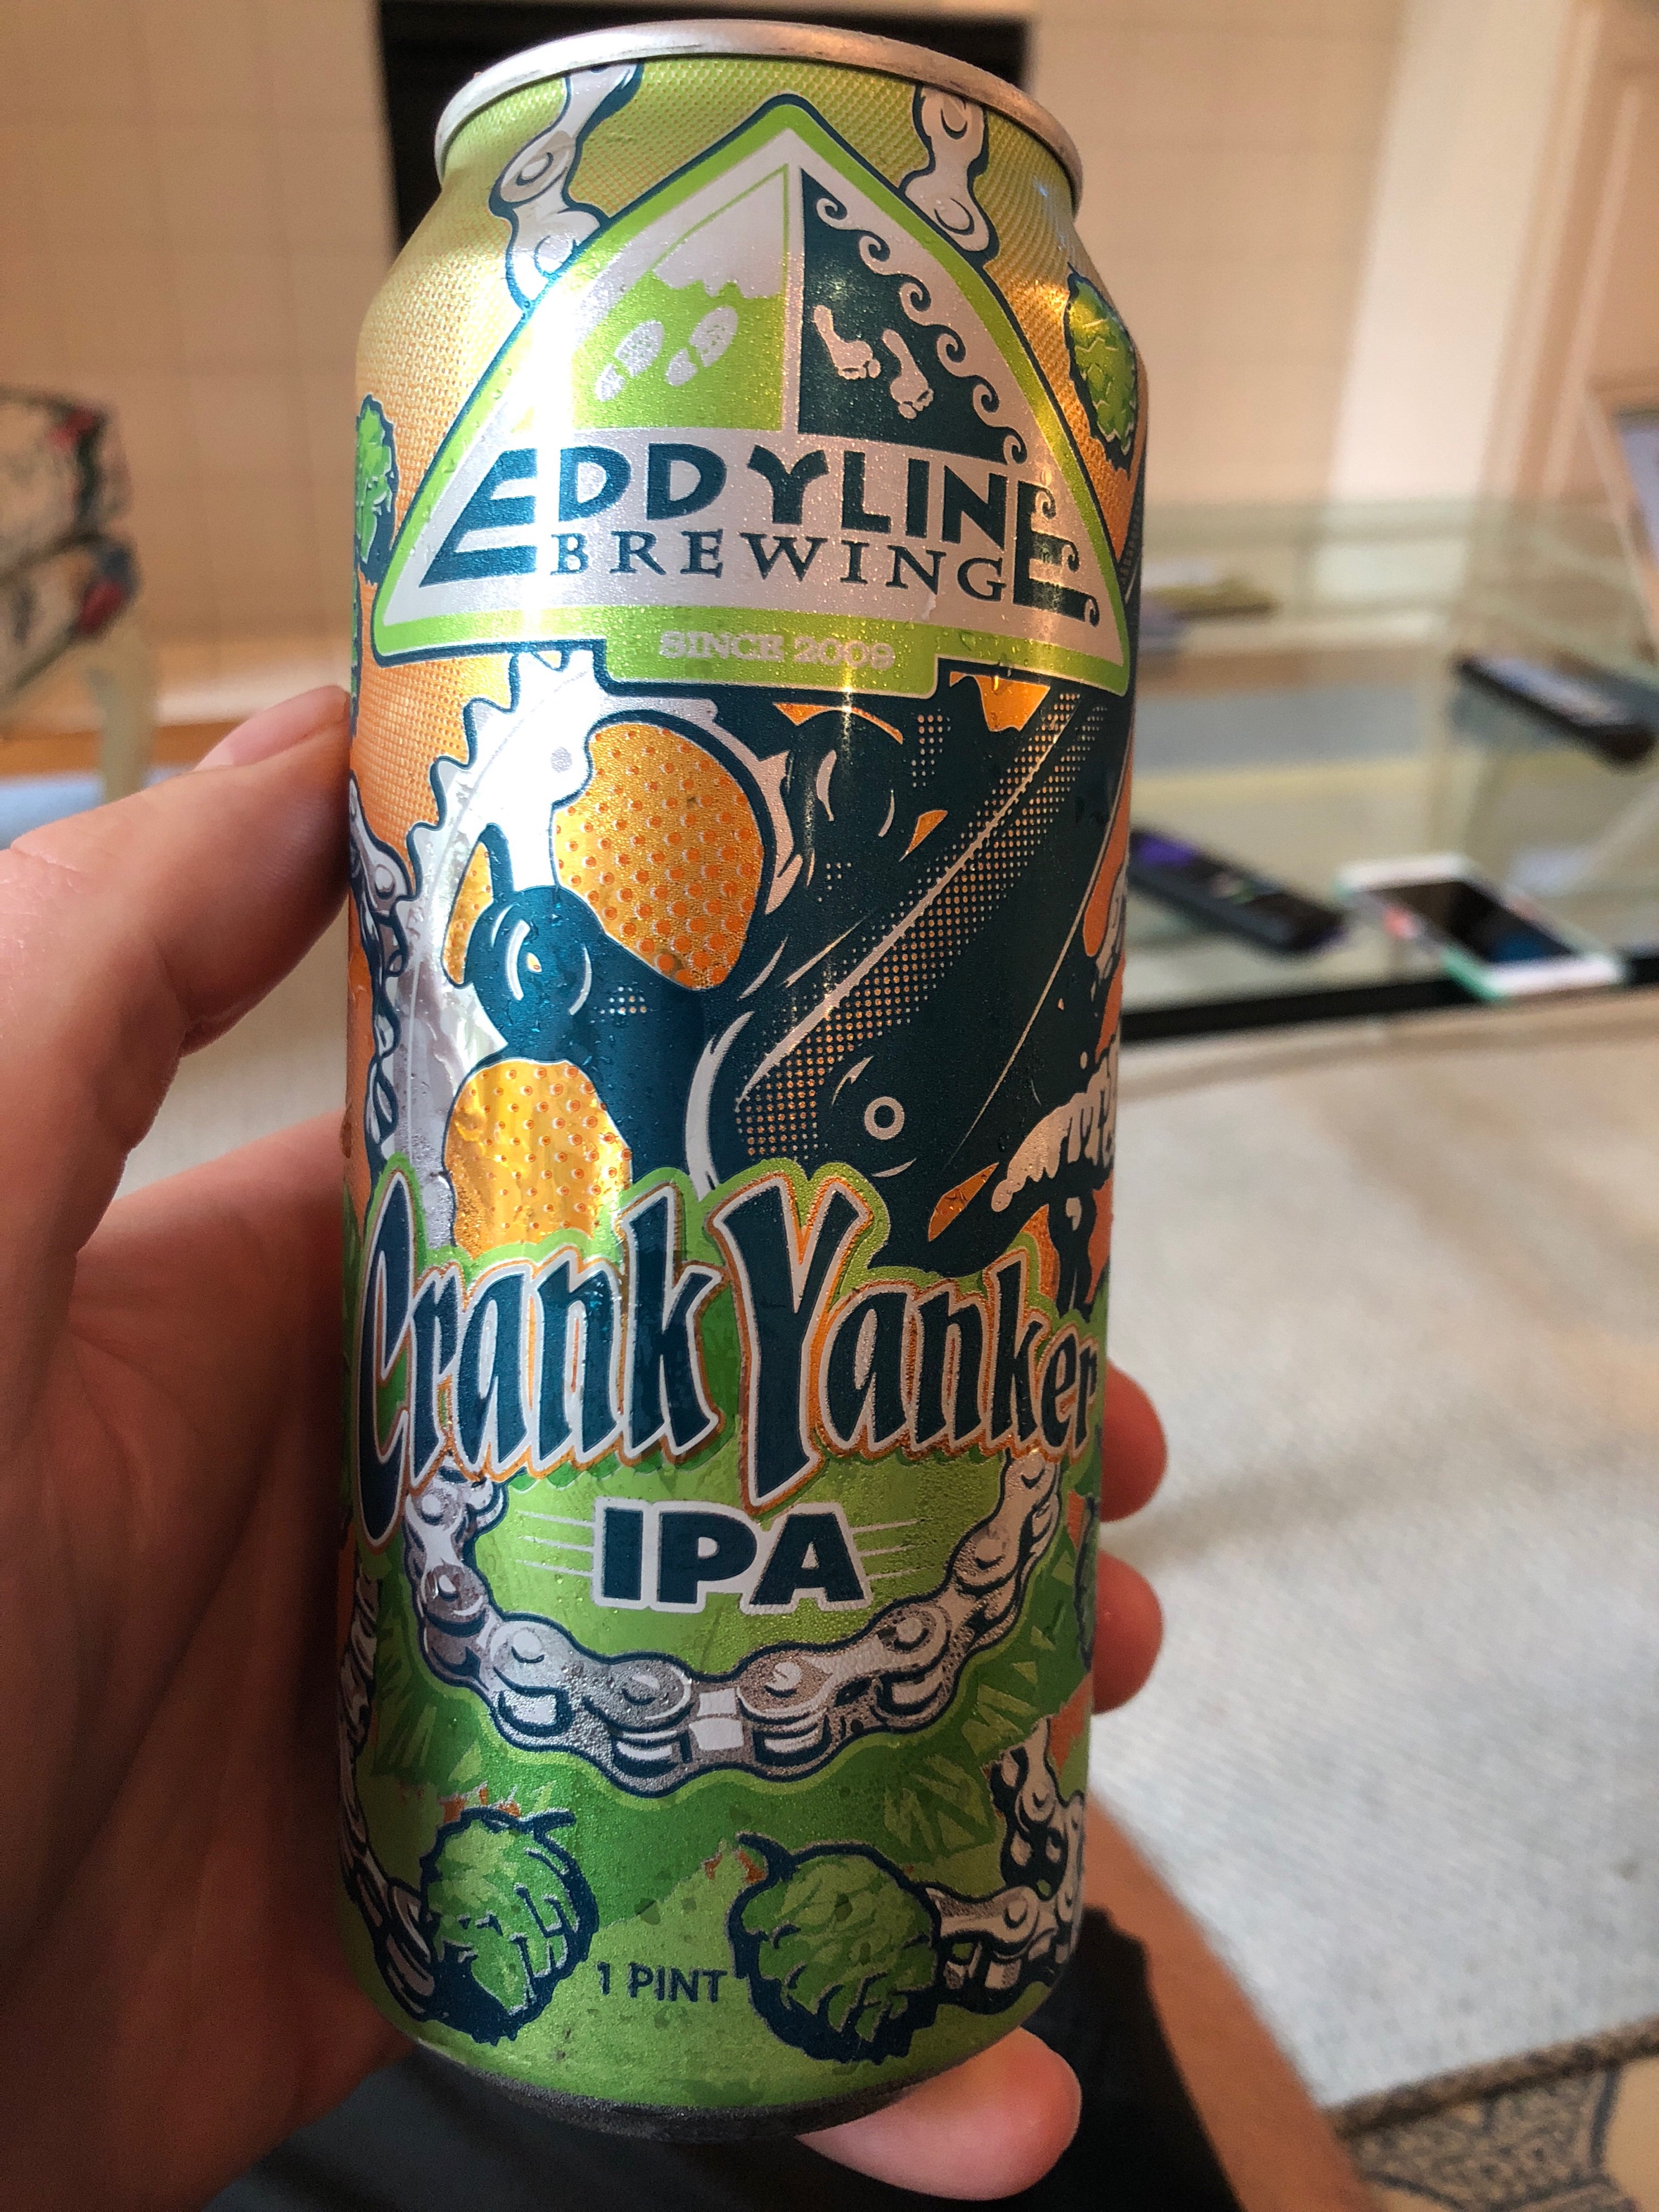 EDDYLINE
BREWING
SINCE 2009
Crank Yanker
IPA
1 PINT